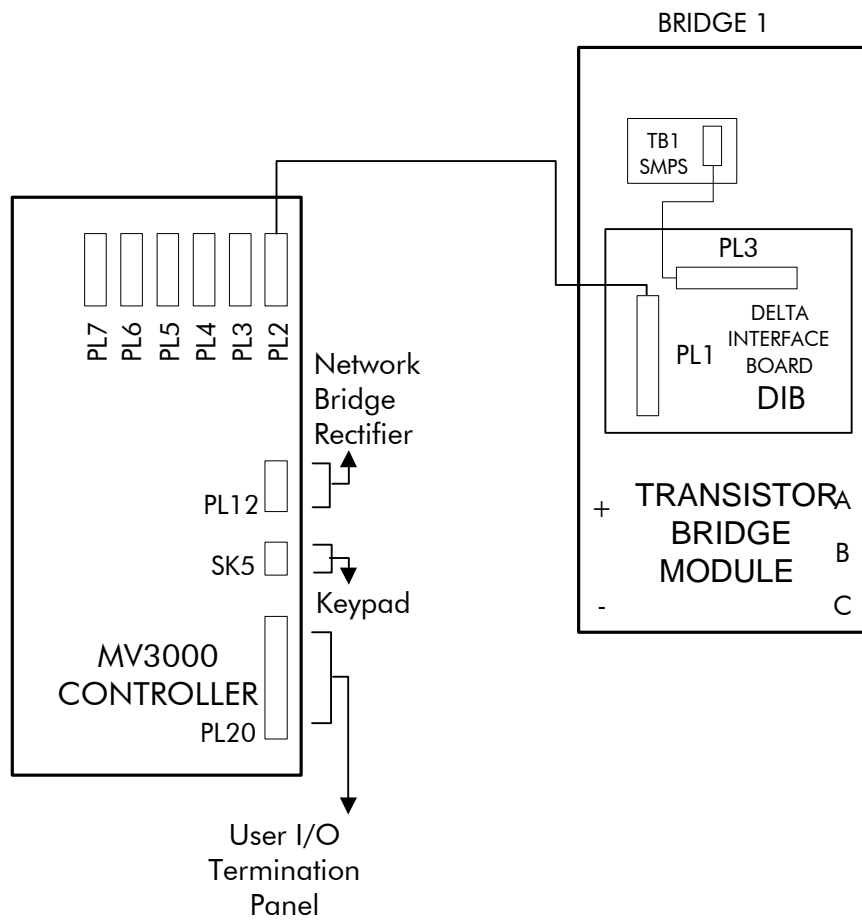 BRIDGE 1
TB1
SMPS
PL3
DELTA
INTERFACE
BOARD
DIB
PL1
PL7
PL6
PL5
PL4
PL3
PL2
Network
Bridge
Rectifier
PL12
SK5
Keypad
MV3000
CONTROLLER
PL20
User I/O
Termination
Panel
+
TRANSISTOR
BRIDGE
MODULE
A
B
-
C